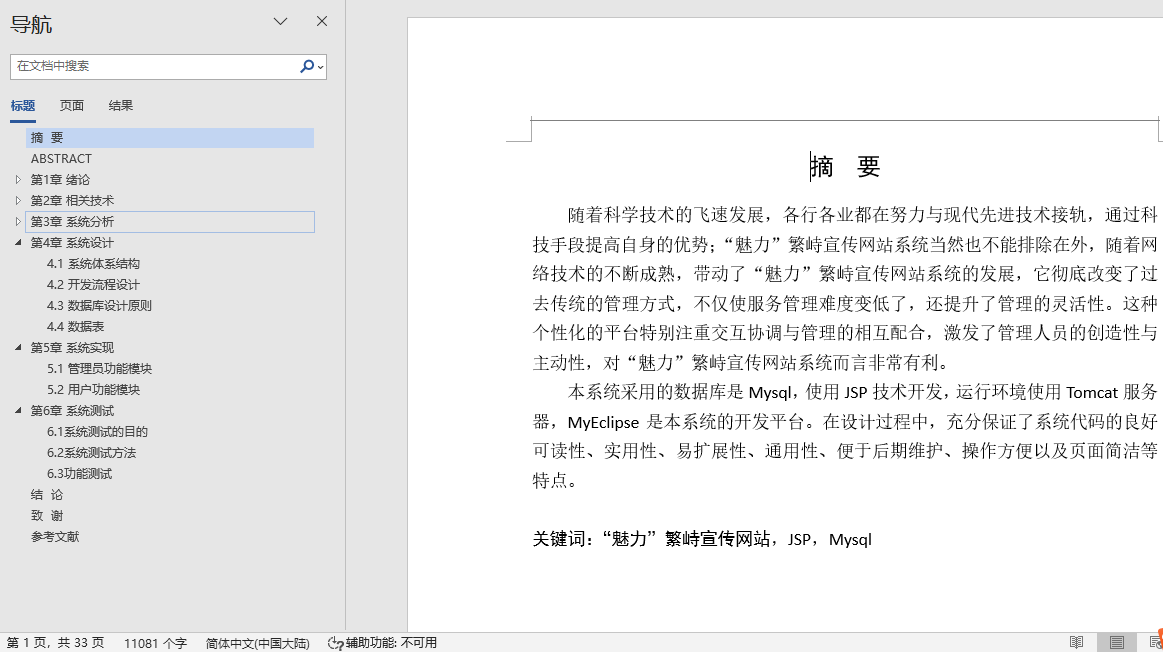 导航
在文档中搜索
标题 页面 结果
摘 要
ABSTRACT
第1章 绪论
第2章 相关技术
第3章 系统分析
第4章 系统设计
4.1 系统体系结构
4.2 开发流程设计
4.3 数据库设计原则
4.4 数据表
第5章 系统实现
5.1 管理员功能模块
5.2 用户功能模块
第6章 系统测试
6.1系统测试的目的
6.2系统测试方法
6.3功能测试
结 论
致 谢
参考文献
摘 要
随着科学技术的飞速发展，各行各业都在努力与现代先进技术接轨，通过科
技手段提高自身的优势；“魅力”繁峙宣传网站系统当然也不能排除在外，随着网
络技术的不断成熟，带动了“魅力”繁峙宣传网站系统的发展，它彻底改变了过
去传统的管理方式，不仅使服务管理难度变低了，还提升了管理的灵活性。这种
个性化的平台特别注重交互协调与管理的相互配合，激发了管理人员的创造性与
主动性，对“魅力”繁峙宣传网站系统而言非常有利。
本系统采用的数据库是 Mysql，使用 JSP 技术开发，运行环境使用 Tomcat 服务
器，MyEclipse 是本系统的开发平台。在设计过程中，充分保证了系统代码的良好
可读性、实用性、易扩展性、通用性、便于后期维护、操作方便以及页面简洁等
特点。
关键词：“魅力”繁峙宣传网站，JSP，Mysql
第 1 页，共 33 页 11081 个字 简体中文(中国大陆) 辅助功能: 不可用